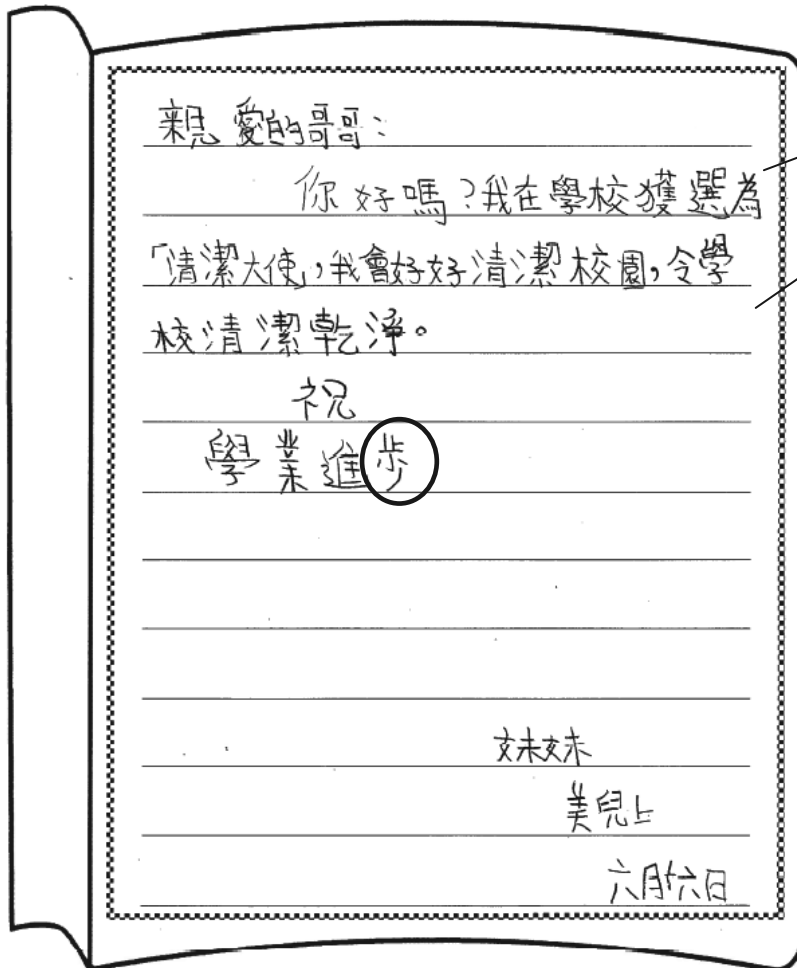 親愛的哥哥：
你好嗎？我在學校獲選為
「清潔大使」，我會好好清潔校園，令學
校清潔乾淨。
祝
學業進步
妹妹
美兒上
六月十六日